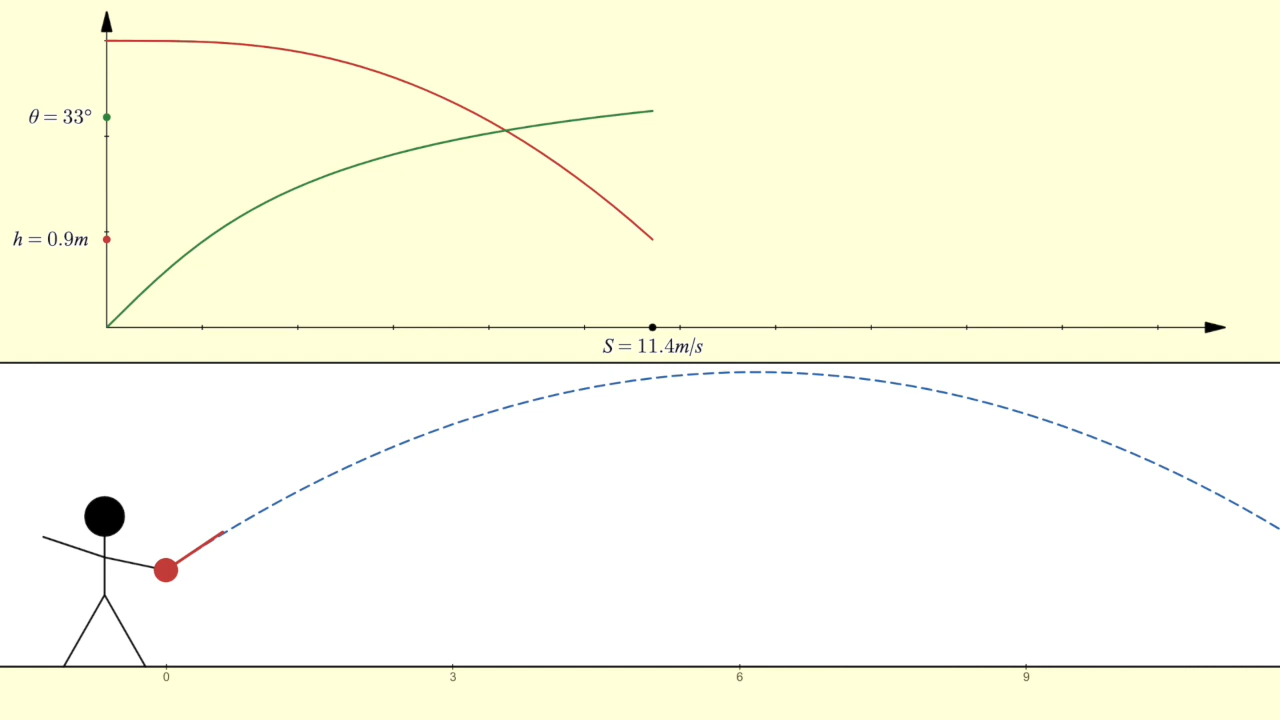 θ = 33°
h = 0.9m
S = 11.4m/s
0 3 6 9